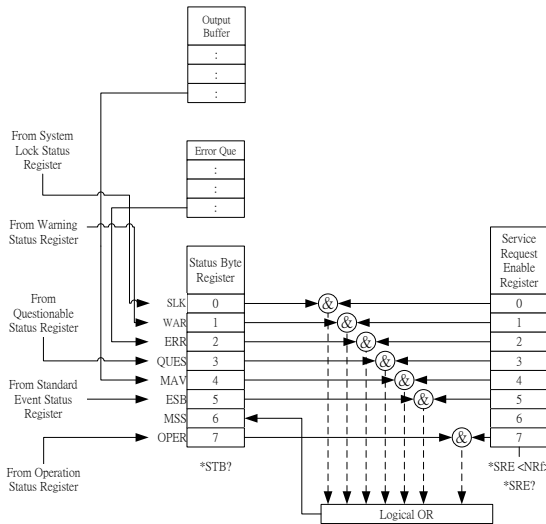 Output
Buffer
:
:
:
From System
Lock Status
Register
Error Que
:
:
:
From Warning
Status Register
Status Byte
Register
Service
Request
Enable
Register
From
Questionable
Status Register
SLK 0 & 0
WAR 1 & 1
ERR 2 & 2
QUES 3 & 3
MAV 4 & 4
ESB 5 & 5
MSS 6 6
OPER 7 & 7
From Standard
Event Status
Register
From Operation
Status Register
*STB?
*SRE <NRf>
*SRE?
Logical OR